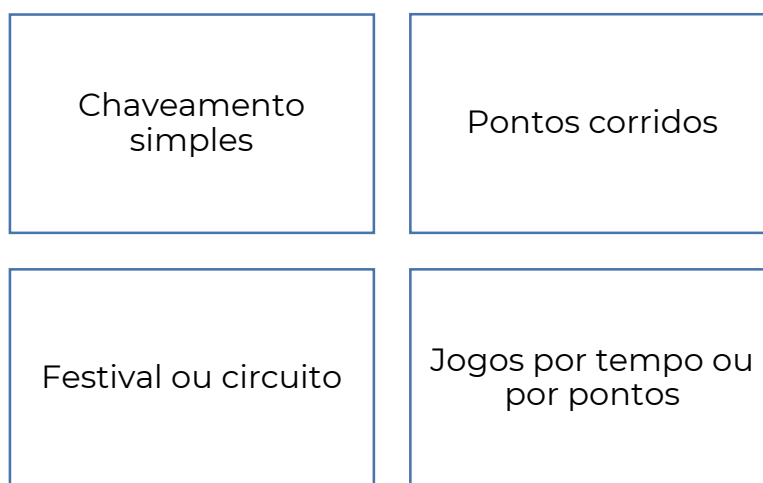 Chaveamento
simples
Pontos corridos
Festival ou circuito
Jogos por tempo ou
por pontos